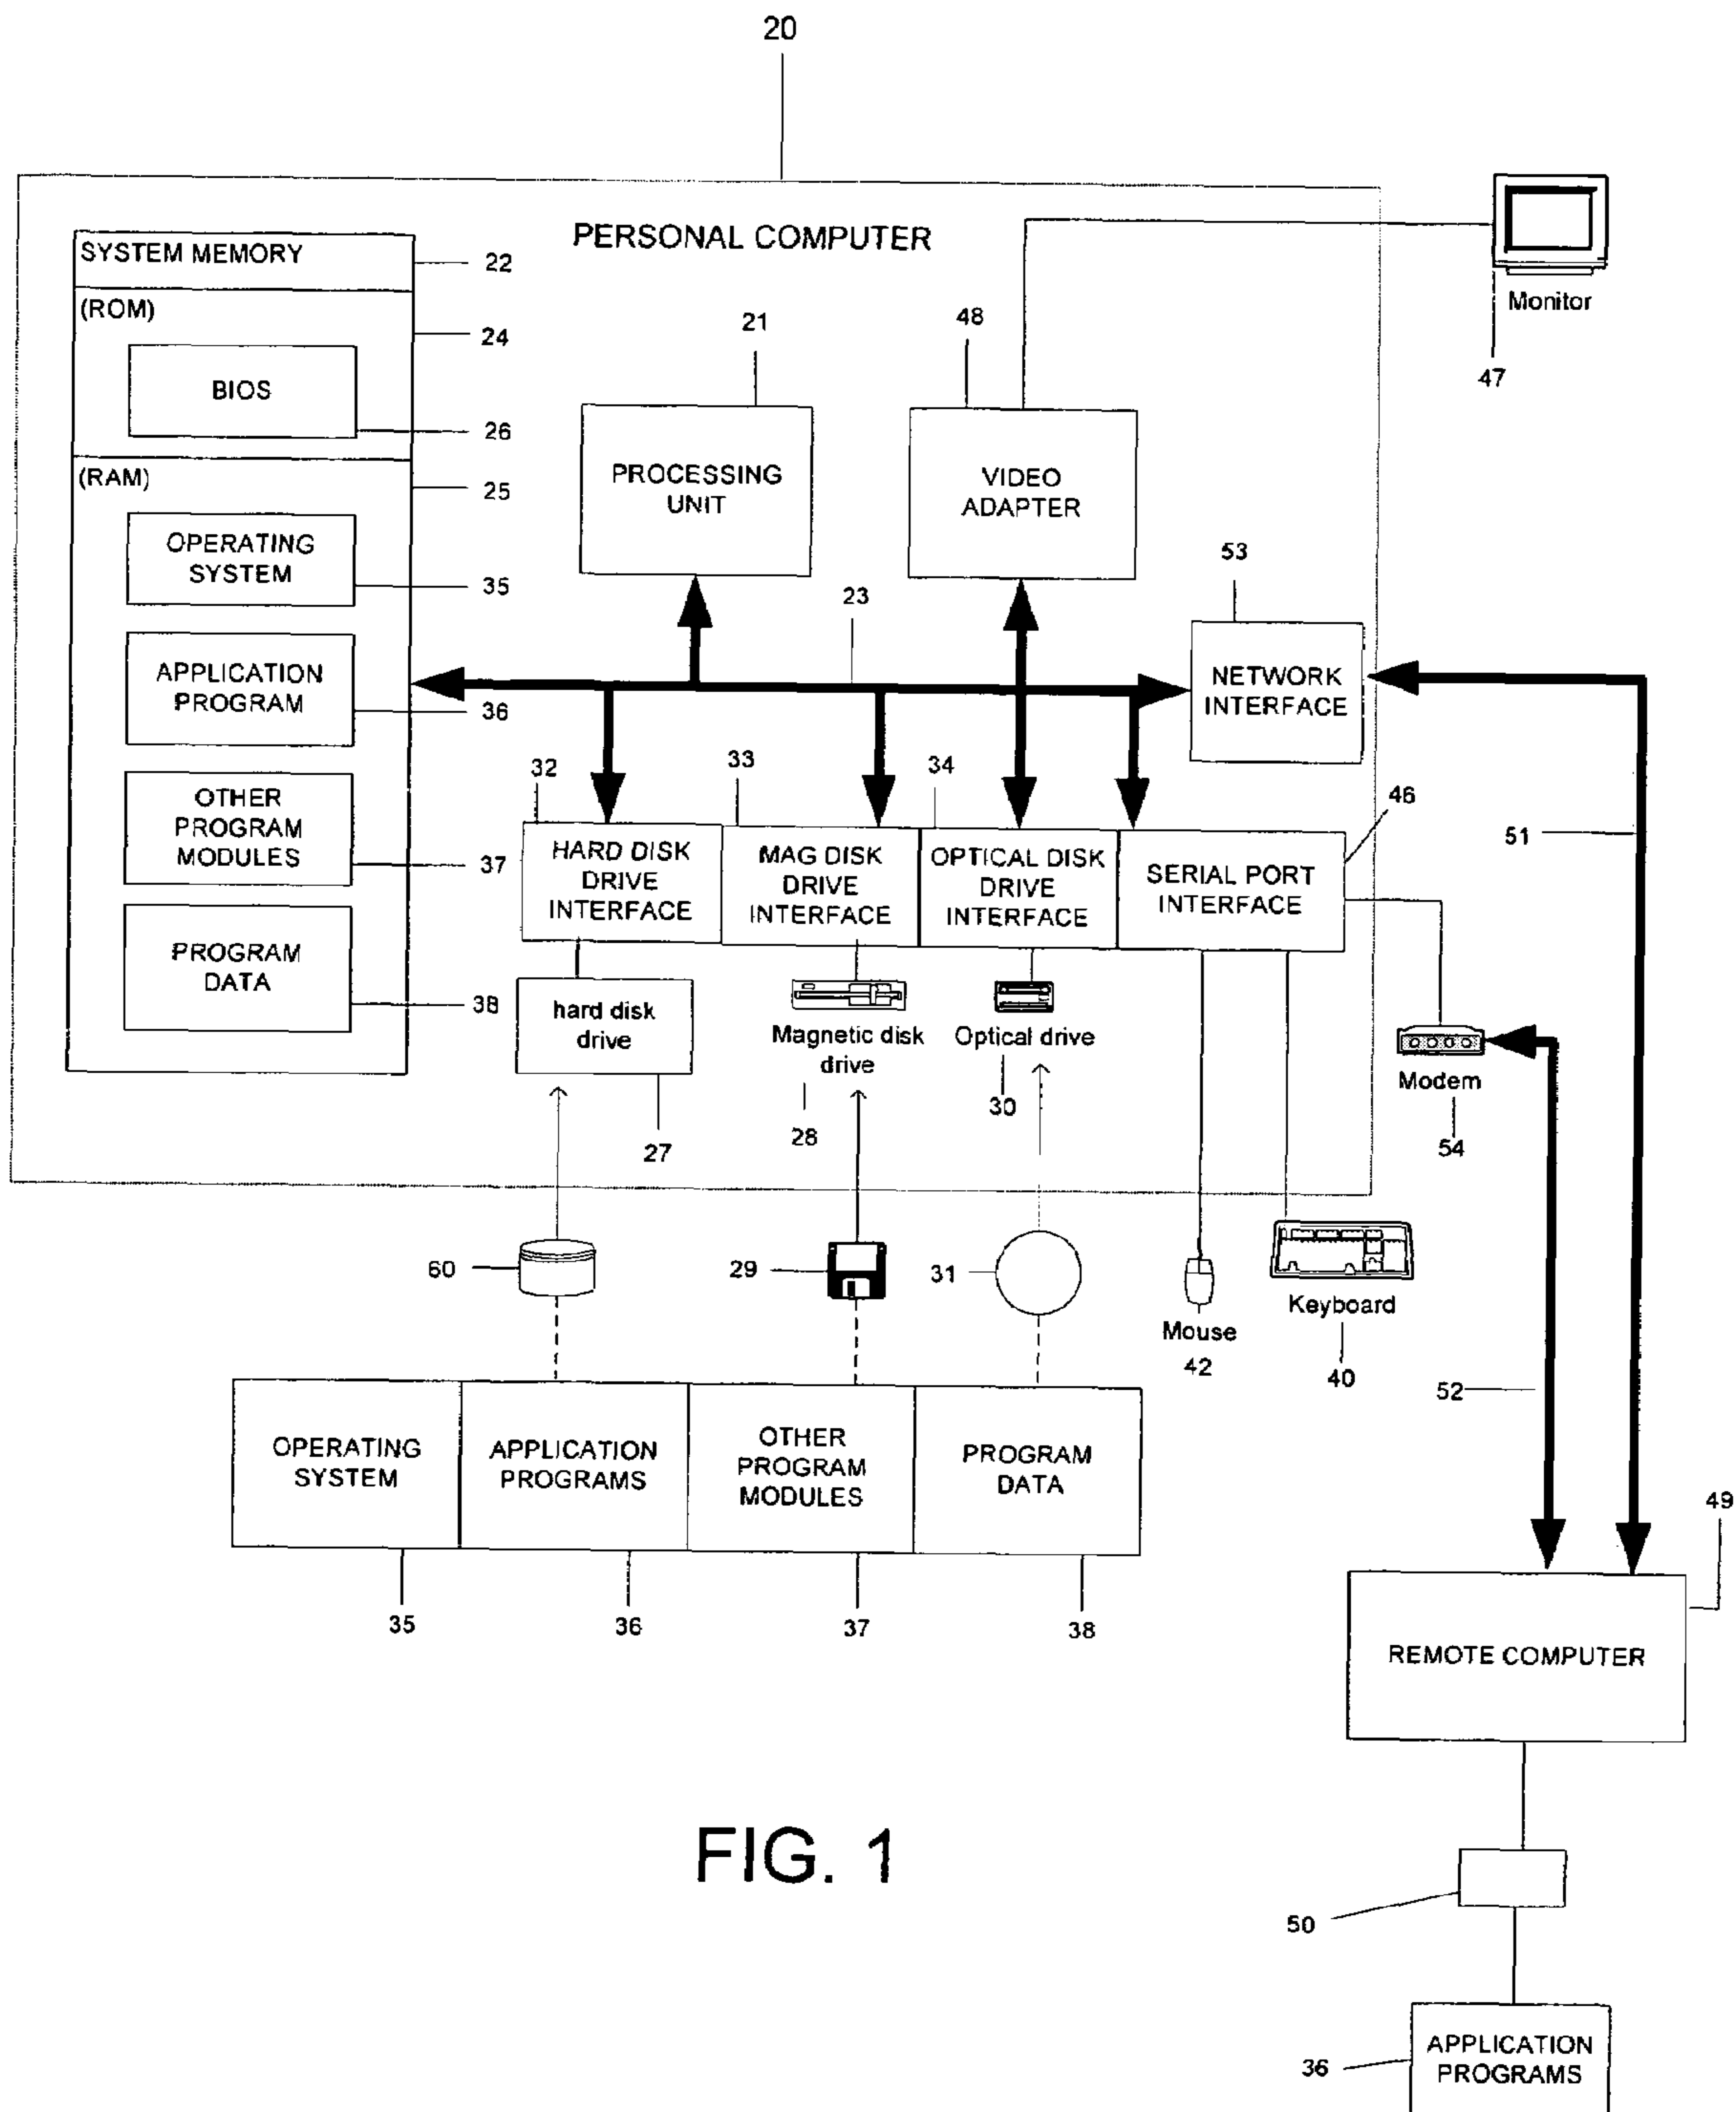 20
PERSONAL COMPUTER
SYSTEM MEMORY
22
(ROM)
24
BIOS
26
(RAM)
25
OPERATING
SYSTEM
35
APPLICATION
PROGRAM
36
OTHER
PROGRAM
MODULES
37
PROGRAM
DATA
38
21
PROCESSING
UNIT
48
VIDEO
ADAPTER
Monitor
47
23
53
NETWORK
INTERFACE
32
HARD DISK
DRIVE
INTERFACE
33
MAG DISK
DRIVE
INTERFACE
34
OPTICAL DISK
DRIVE
INTERFACE
46
SERIAL PORT
INTERFACE
51
hard disk
drive
27
Magnetic disk
drive
28
Optical drive
30
Modem
54
60
29
31
Mouse
42
Keyboard
40
52
OPERATING
SYSTEM
APPLICATION
PROGRAMS
OTHER
PROGRAM
MODULES
PROGRAM
DATA
35
36
37
38
49
REMOTE COMPUTER
FIG. 1
50
36
APPLICATION
PROGRAMS